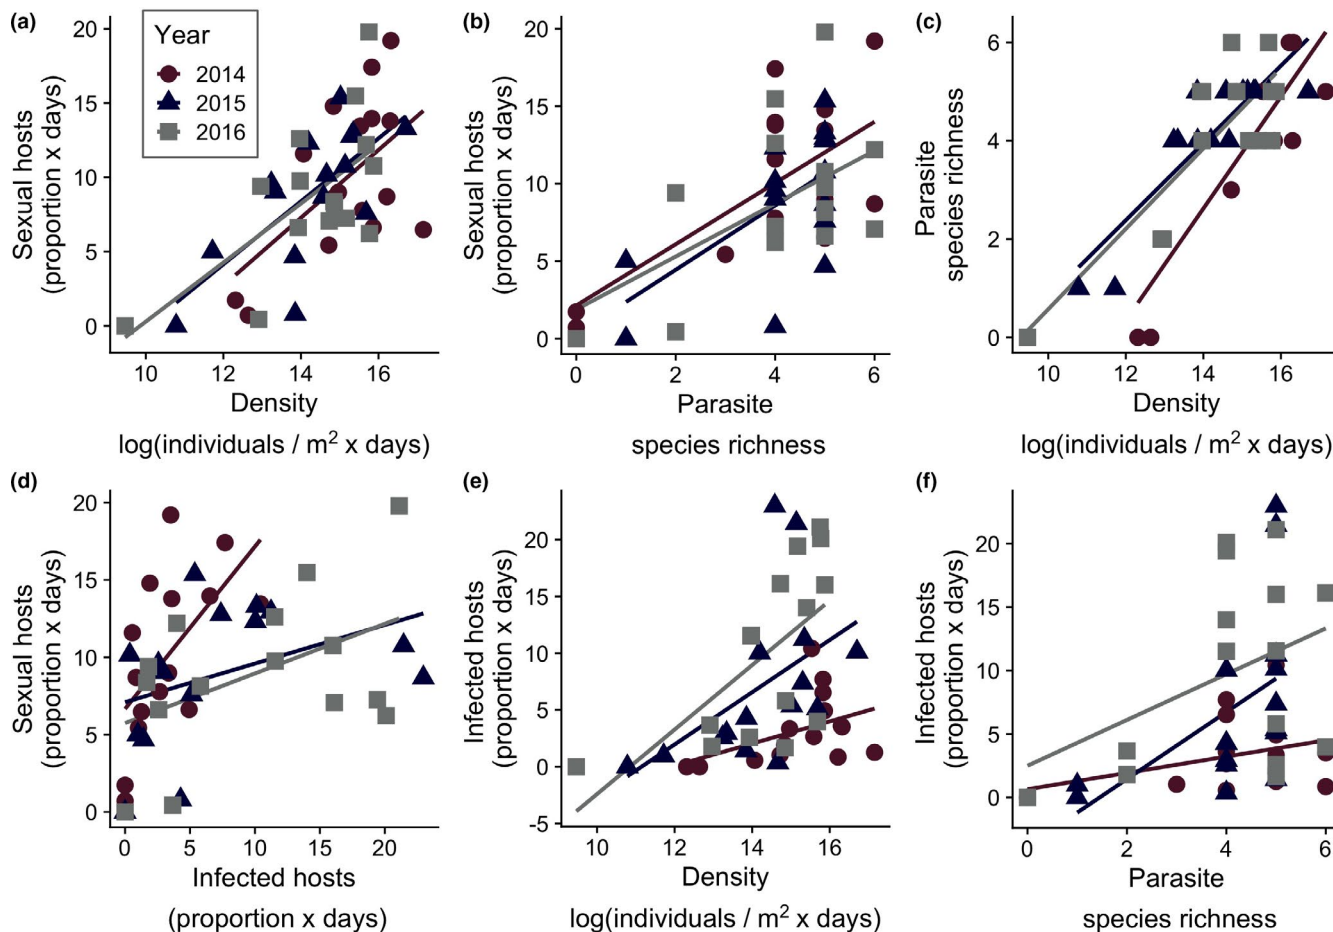 (a)
Sexual hosts
(proportion x days)
20
15
10
5
0
Year
2014
2015
2016
10 12 14 16
Density
log(individuals / m² x days)
(b)
Sexual hosts
(proportion x days)
20
15
10
5
0
0 2 4 6
Parasite
species richness
(c)
Parasite
species richness
6
4
2
0
10 12 14 16
Density
log(individuals / m² x days)
(d)
Sexual hosts
(proportion x days)
20
15
10
5
0
0 5 10 15 20
Infected hosts
(proportion x days)
(e)
Infected hosts
(proportion x days)
20
15
10
5
0
-5
10 12 14 16
Density
log(individuals / m² x days)
(f)
Infected hosts
(proportion x days)
20
15
10
5
0
0 2 4 6
Parasite
species richness